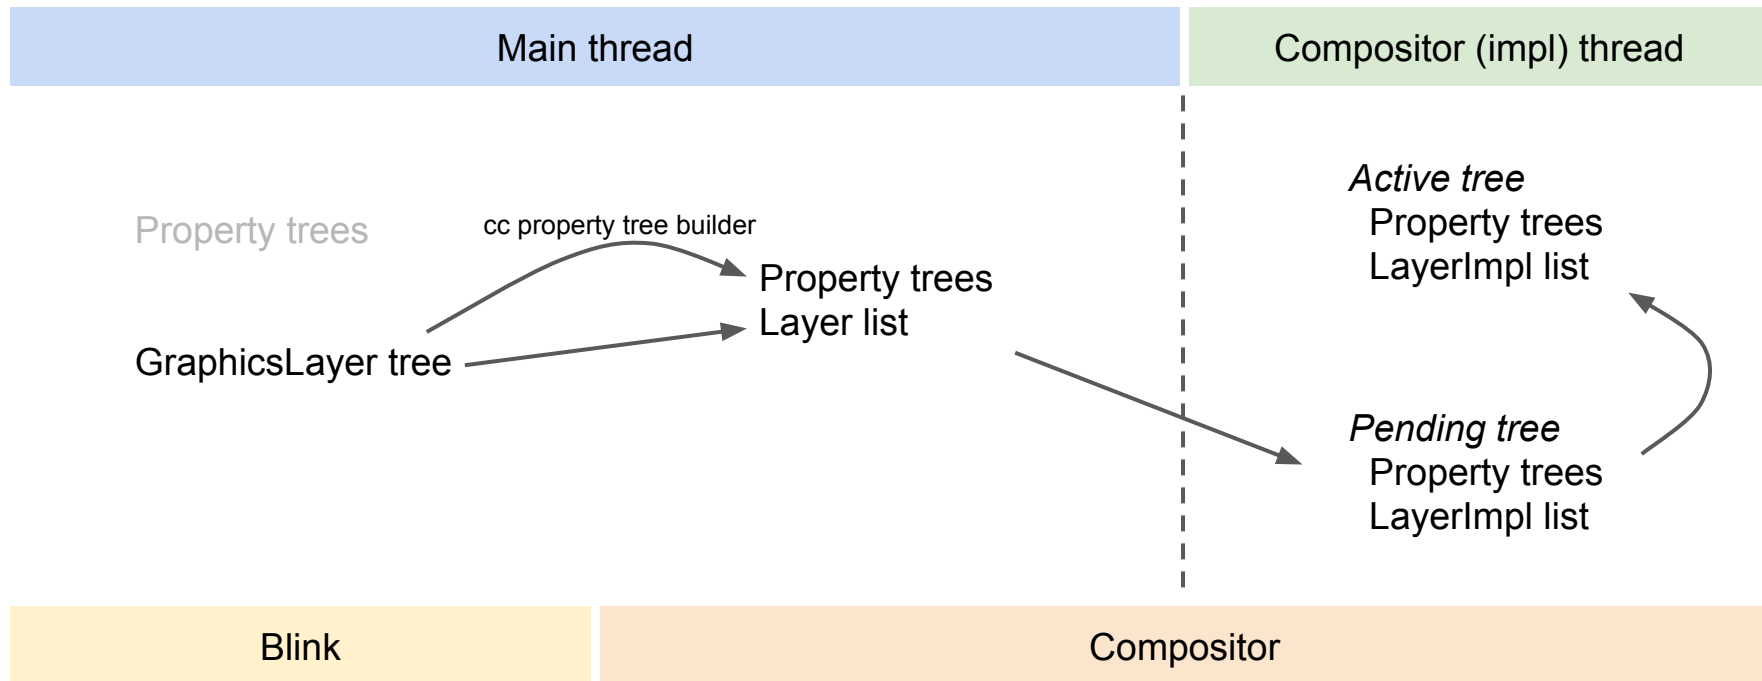 Main thread
Compositor (impl) thread
Property trees
cc property tree builder
GraphicsLayer tree
Property trees
Layer list
Active tree
Property trees
LayerImpl list
Pending tree
Property trees
LayerImpl list
Blink
Compositor